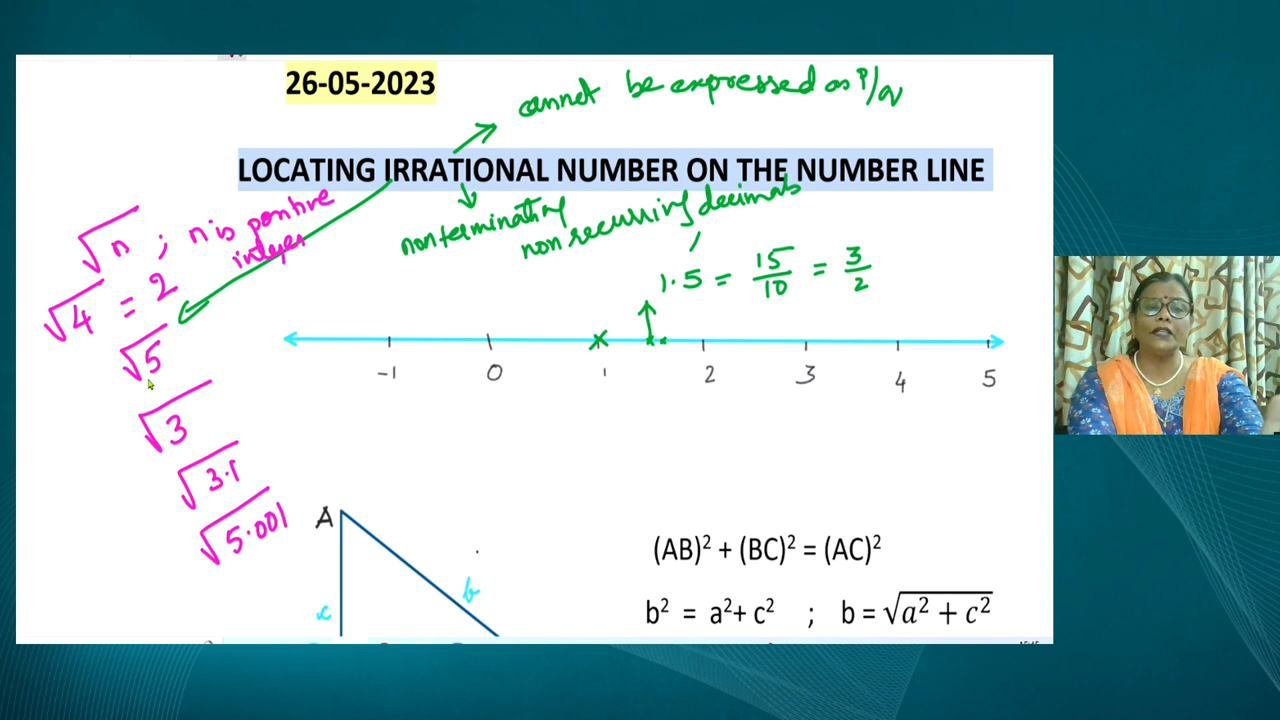 26-05-2023
cannot be expressed as P/q
LOCATING IRRATIONAL NUMBER ON THE NUMBER LINE
nonterminating
non recurring decimals
√n ; n is positive
integer
√4 = 2
1.5 = 15/10 = 3/2
√5
-1 0 1 2 3 4 5
√3
√3.1
√5.001
A
(AB)² + (BC)² = (AC)²
c b
b² = a²+ c² ; b = √a² + c²